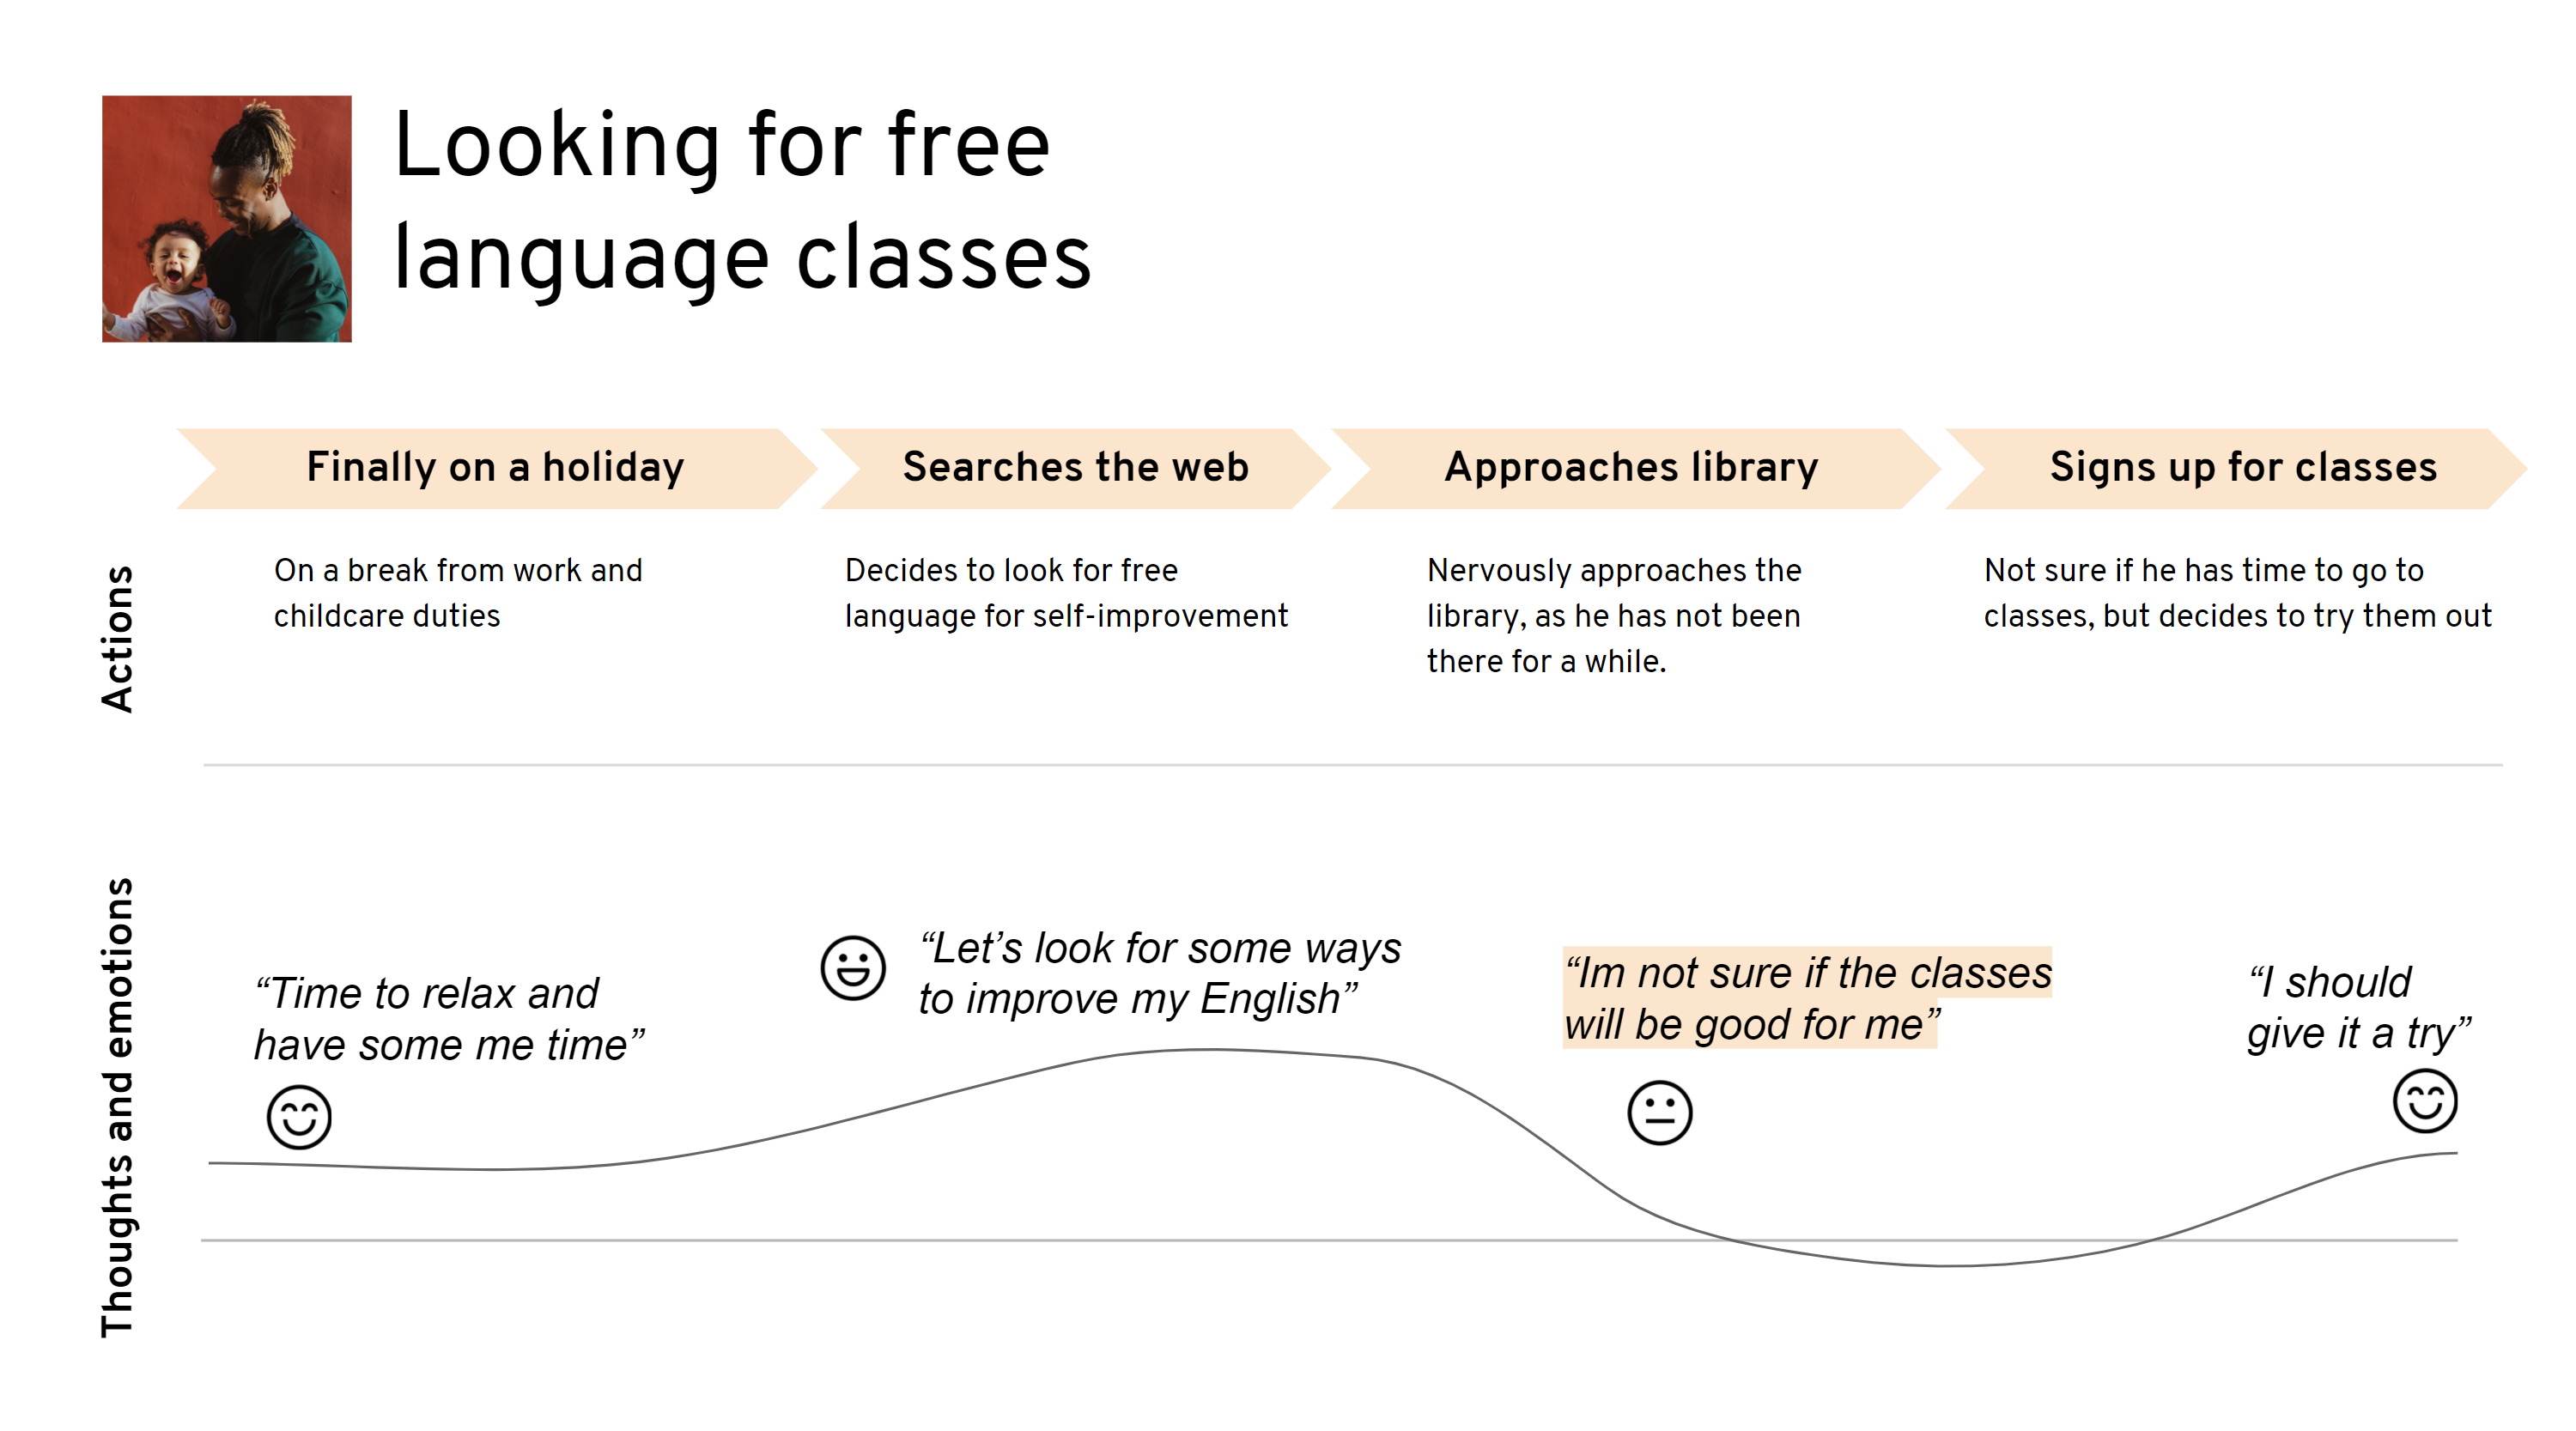 Looking for free
language classes
Finally on a holiday
Searches the web
Approaches library
Signs up for classes
Actions
On a break from work and
childcare duties
Decides to look for free
language for self-improvement
Nervously approaches the
library, as he has not been
there for a while.
Not sure if he has time to go to
classes, but decides to try them out
Thoughts and emotions
“Time to relax and
have some me time”
“Let’s look for some ways
to improve my English”
“Im not sure if the classes
will be good for me”
“I should
give it a try”